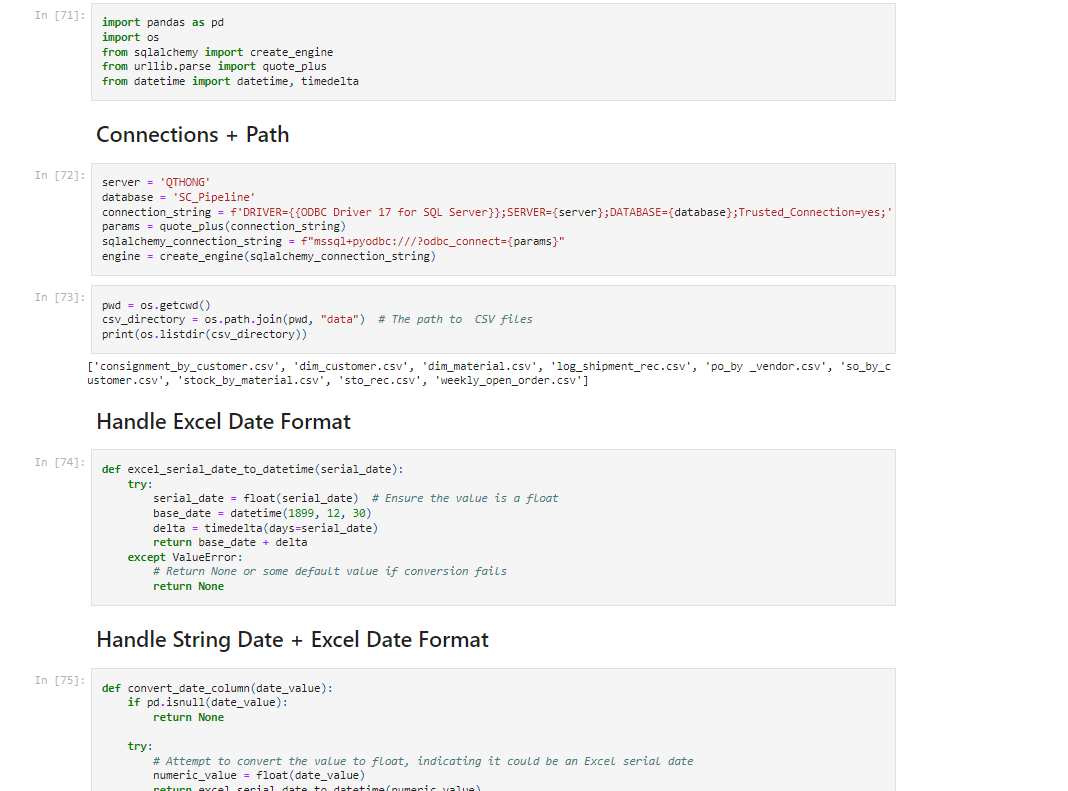 In [71]:
import pandas as pd
import os
from sqlalchemy import create_engine
from urllib.parse import quote_plus
from datetime import datetime, timedelta
Connections + Path
In [72]:
server = 'QTHONG'
database = 'SC_Pipeline'
connection_string = f'DRIVER={{ODBC Driver 17 for SQL Server}};SERVER={server};DATABASE={database};Trusted_Connection=yes;'
params = quote_plus(connection_string)
sqlalchemy_connection_string = f"mssql+pyodbc:///?odbc_connect={params}"
engine = create_engine(sqlalchemy_connection_string)
In [73]:
pwd = os.getcwd()
csv_directory = os.path.join(pwd, "data")  # The path to  CSV files
print(os.listdir(csv_directory))
['consignment_by_customer.csv', 'dim_customer.csv', 'dim_material.csv', 'log_shipment_rec.csv', 'po_by _vendor.csv', 'so_by_c
ustomer.csv', 'stock_by_material.csv', 'sto_rec.csv', 'weekly_open_order.csv']
Handle Excel Date Format
In [74]:
def excel_serial_date_to_datetime(serial_date):
    try:
        serial_date = float(serial_date)  # Ensure the value is a float
        base_date = datetime(1899, 12, 30)
        delta = timedelta(days=serial_date)
        return base_date + delta
    except ValueError:
        # Return None or some default value if conversion fails
        return None
Handle String Date + Excel Date Format
In [75]:
def convert_date_column(date_value):
    if pd.isnull(date_value):
        return None
    try:
        # Attempt to convert the value to float, indicating it could be an Excel serial date
        numeric_value = float(date_value)
        return excel_serial_date_to_datetime(numeric_value)